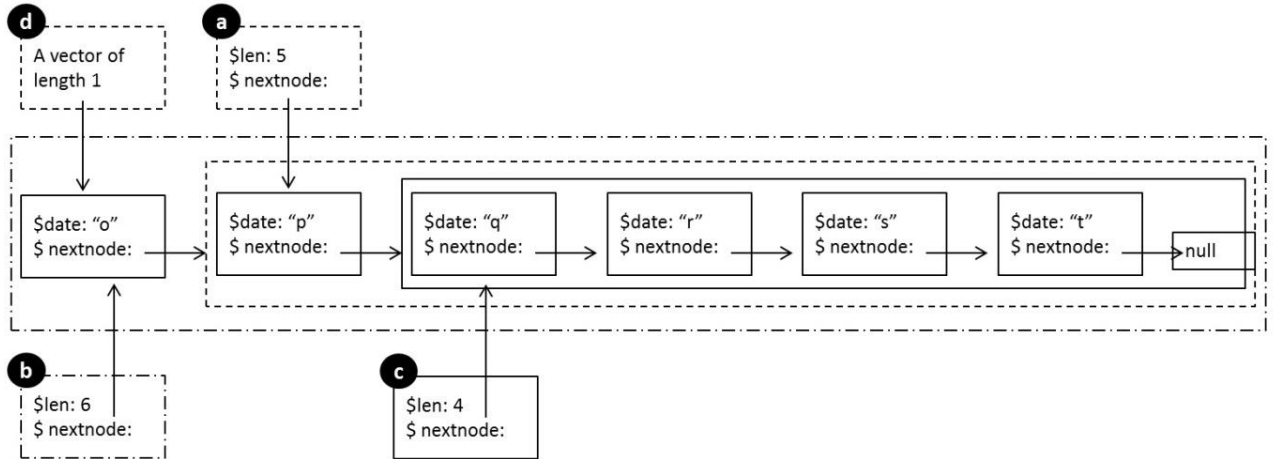 d
A vector of
length 1
a
$len: 5
$ nextnode:
$date: “o”
$ nextnode:
$date: “p”
$ nextnode:
$date: “q”
$ nextnode:
$date: “r”
$ nextnode:
$date: “s”
$ nextnode:
$date: “t”
$ nextnode:
null
b
$len: 6
$ nextnode:
c
$len: 4
$ nextnode: